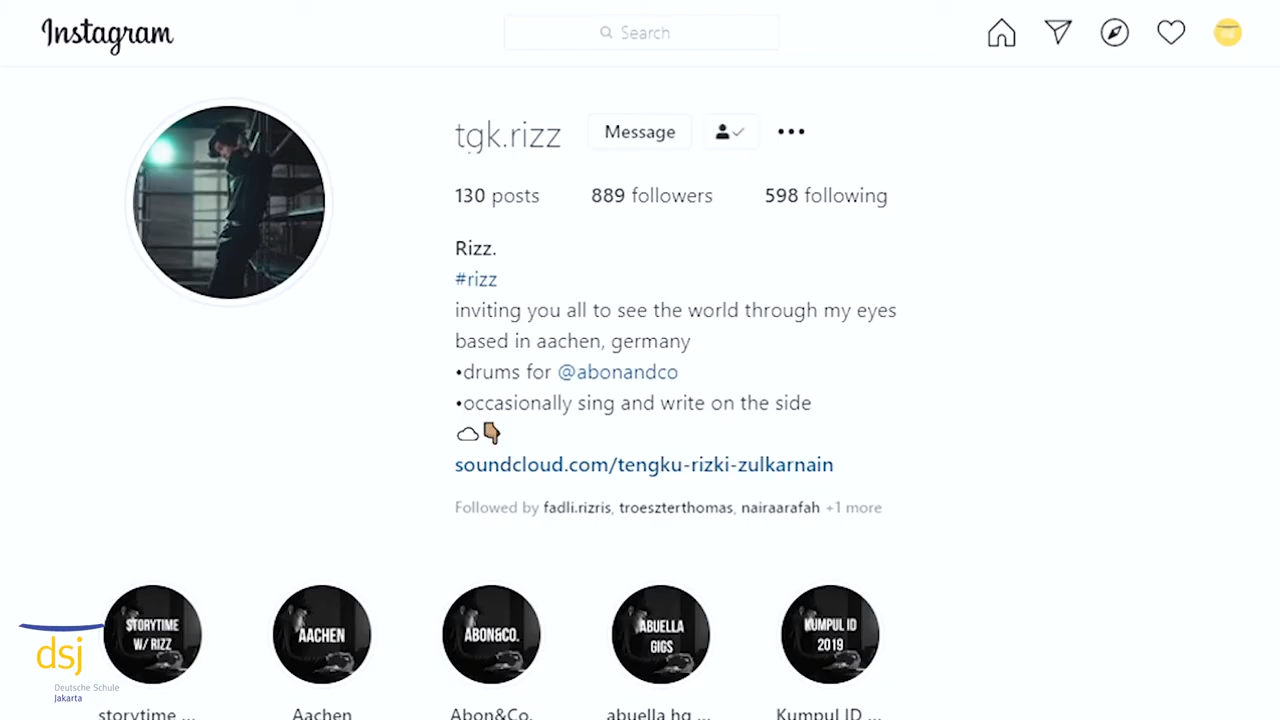 Instagram
Search
tgk.rizz
Message
130 posts 889 followers 598 following
Rizz.
#rizz
inviting you all to see the world through my eyes
based in aachen, germany
•drums for @abonandco
•occasionally sing and write on the side
soundcloud.com/tengku-rizki-zulkarnain
Followed by fadli.rizris, troeszterthomas, nairaarafah +1 more
STORYTIME
W/ RIZZ
AACHEN
ABON&CO.
ABUELLA
GIGS
KUMPUL ID
2019
dsj
Deutsche Schule
Jakarta
storytime ... Aachen Abon&Co. abuella hq ... Kumpul ID ...